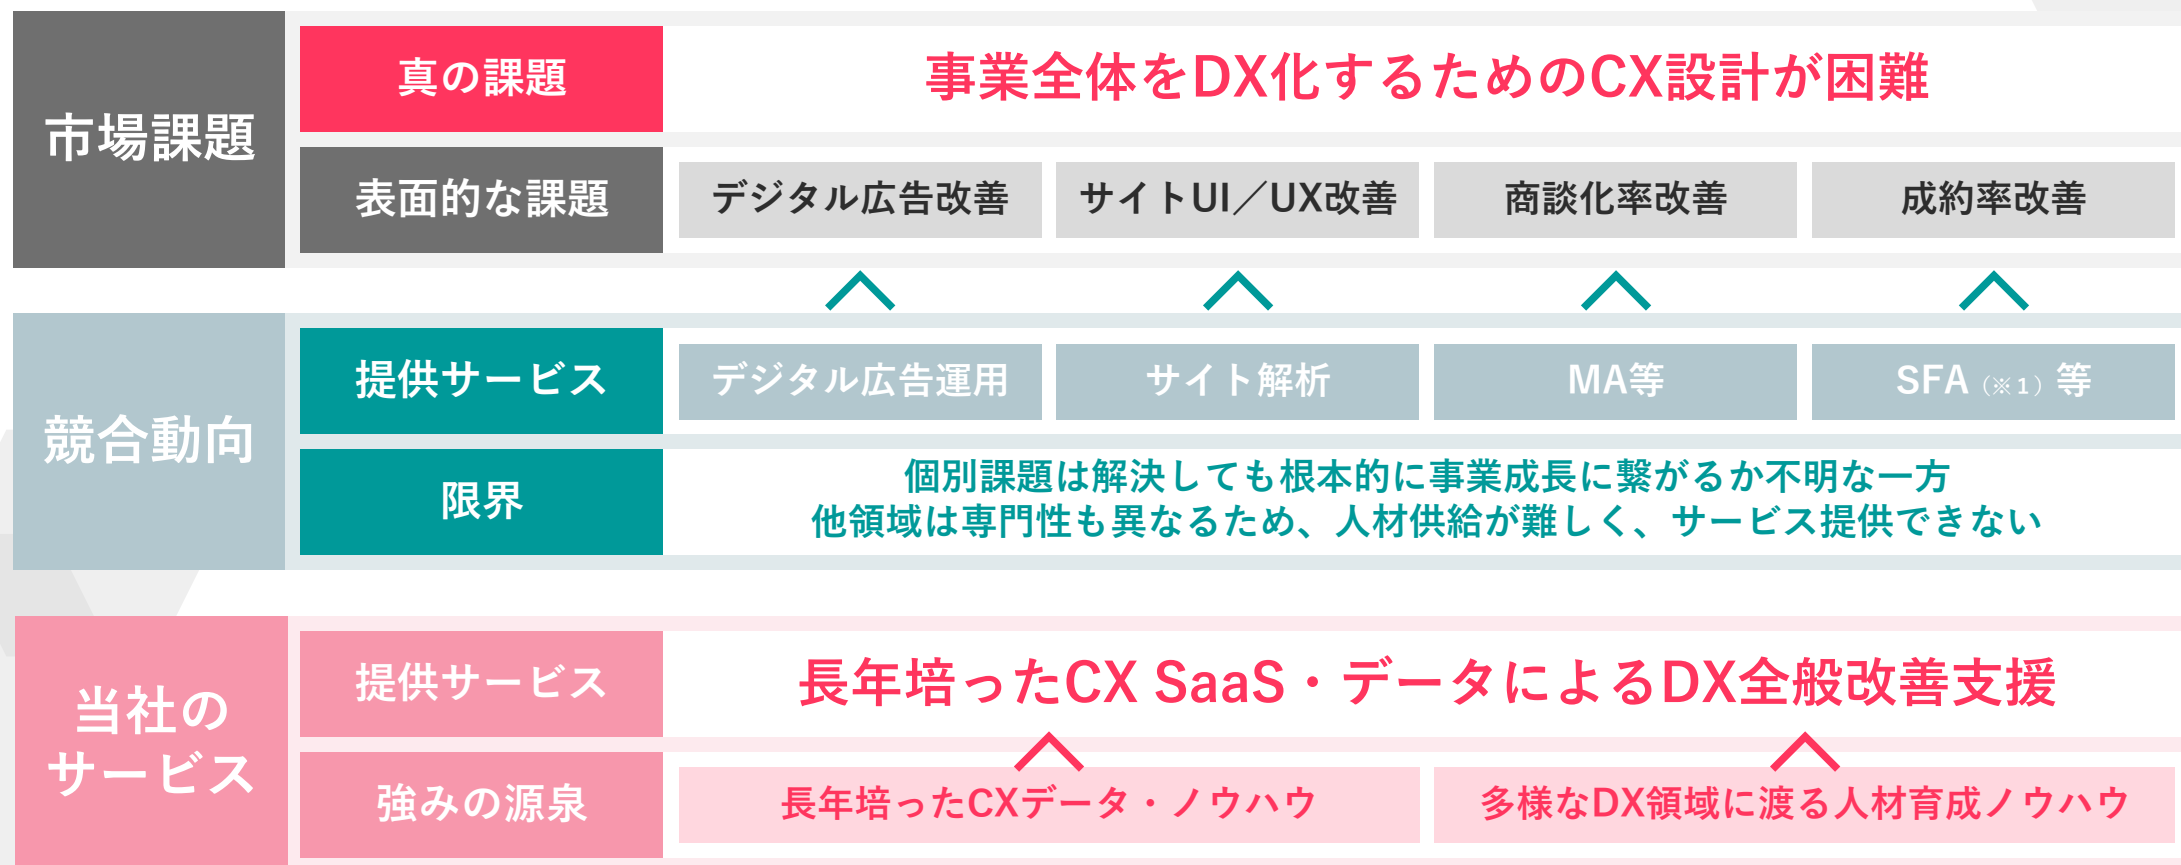 市場課題
真の課題
事業全体をDX化するためのCX設計が困難
表面的な課題
デジタル広告改善
サイトUI／UX改善
商談化率改善
成約率改善
競合動向
提供サービス
デジタル広告運用
サイト解析
MA等
SFA（※1）等
限界
個別課題は解決しても根本的に事業成長に繋がるか不明な一方
他領域は専門性も異なるため、人材供給が難しく、サービス提供できない
当社の
サービス
提供サービス
長年培ったCX SaaS・データによるDX全般改善支援
強みの源泉
長年培ったCXデータ・ノウハウ
多様なDX領域に渡る人材育成ノウハウ